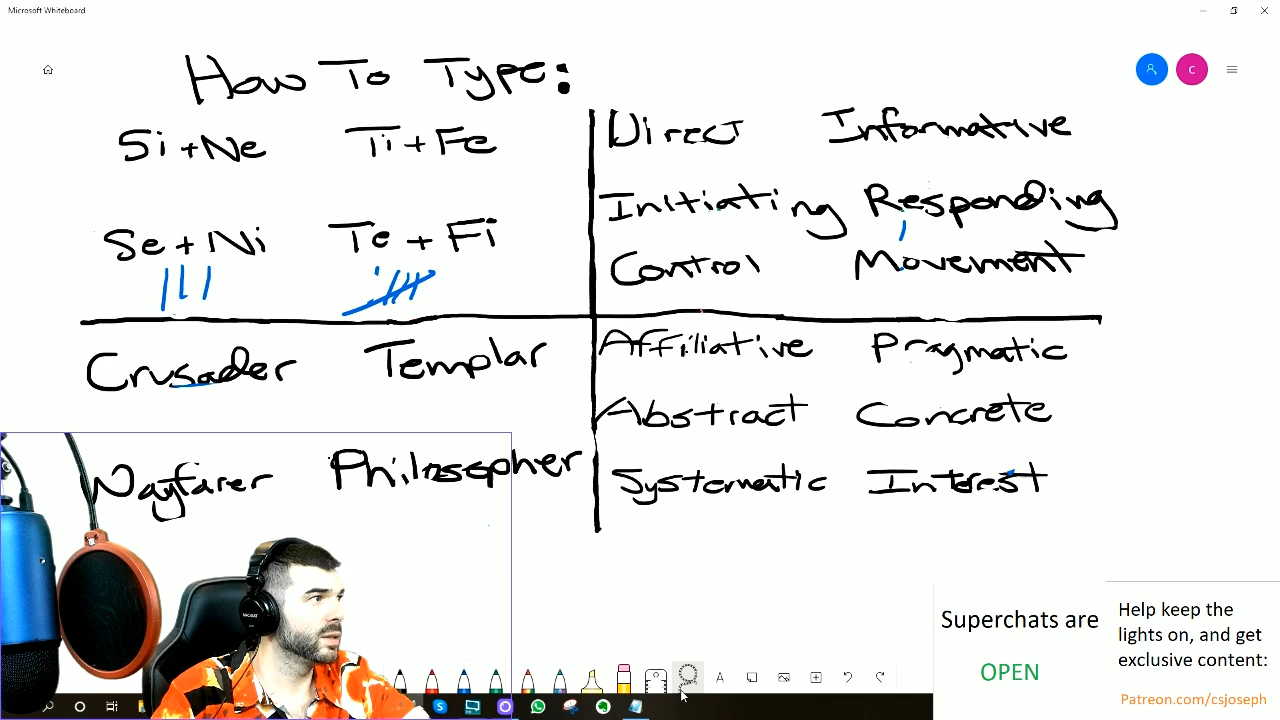 Microsoft Whiteboard
How To Type:
Si + Ne Ti + Fe
Se + Ni Te + Fi
Direct Informative
Initiating Responding
Control Movement
Crusader Templar
Wayfarer Philosopher
Affiliative Pragmatic
Abstract Concrete
Systematic Interest
C
Superchats are
OPEN
Help keep the
lights on, and get
exclusive content:
Patreon.com/csjoseph